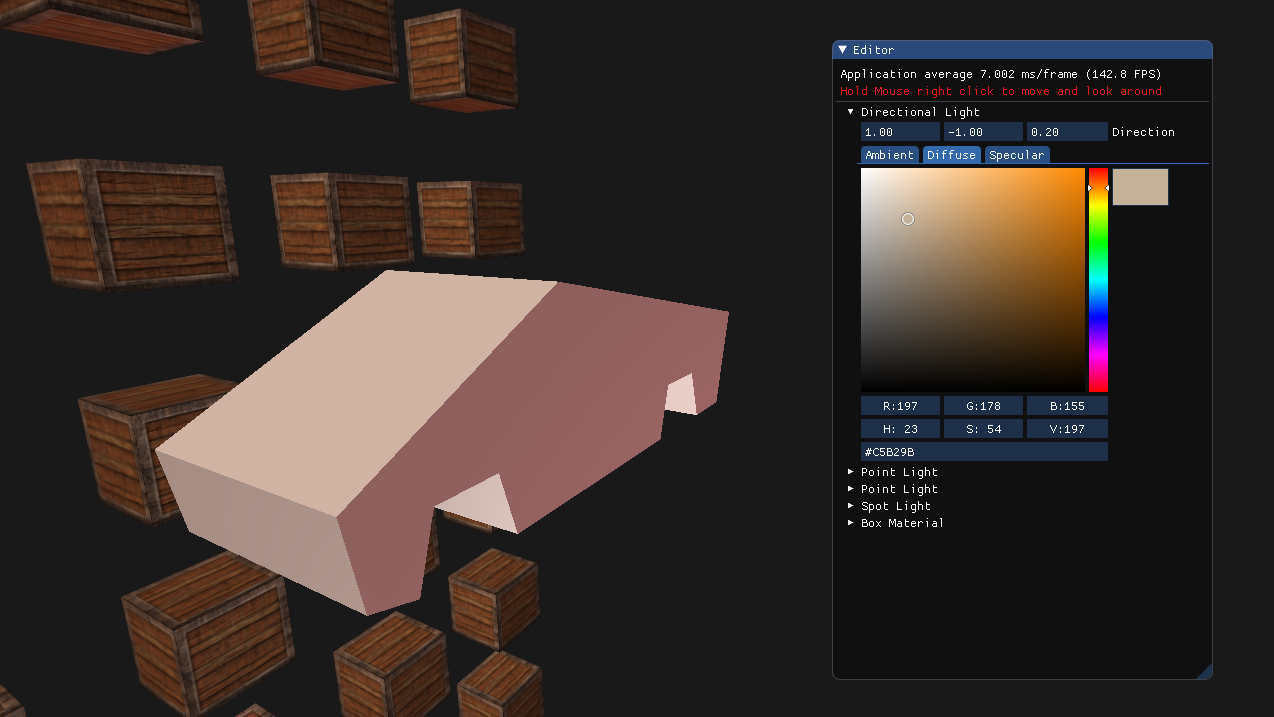 Editor
Application average 7.002 ms/frame (142.8 FPS)
Hold Mouse right click to move and look around
Directional Light
1.00 -1.00 0.20 Direction
Ambient Diffuse Specular
R:197 G:178 B:155
H: 23 S: 54 V:197
#C5B29B
Point Light
Point Light
Spot Light
Box Material